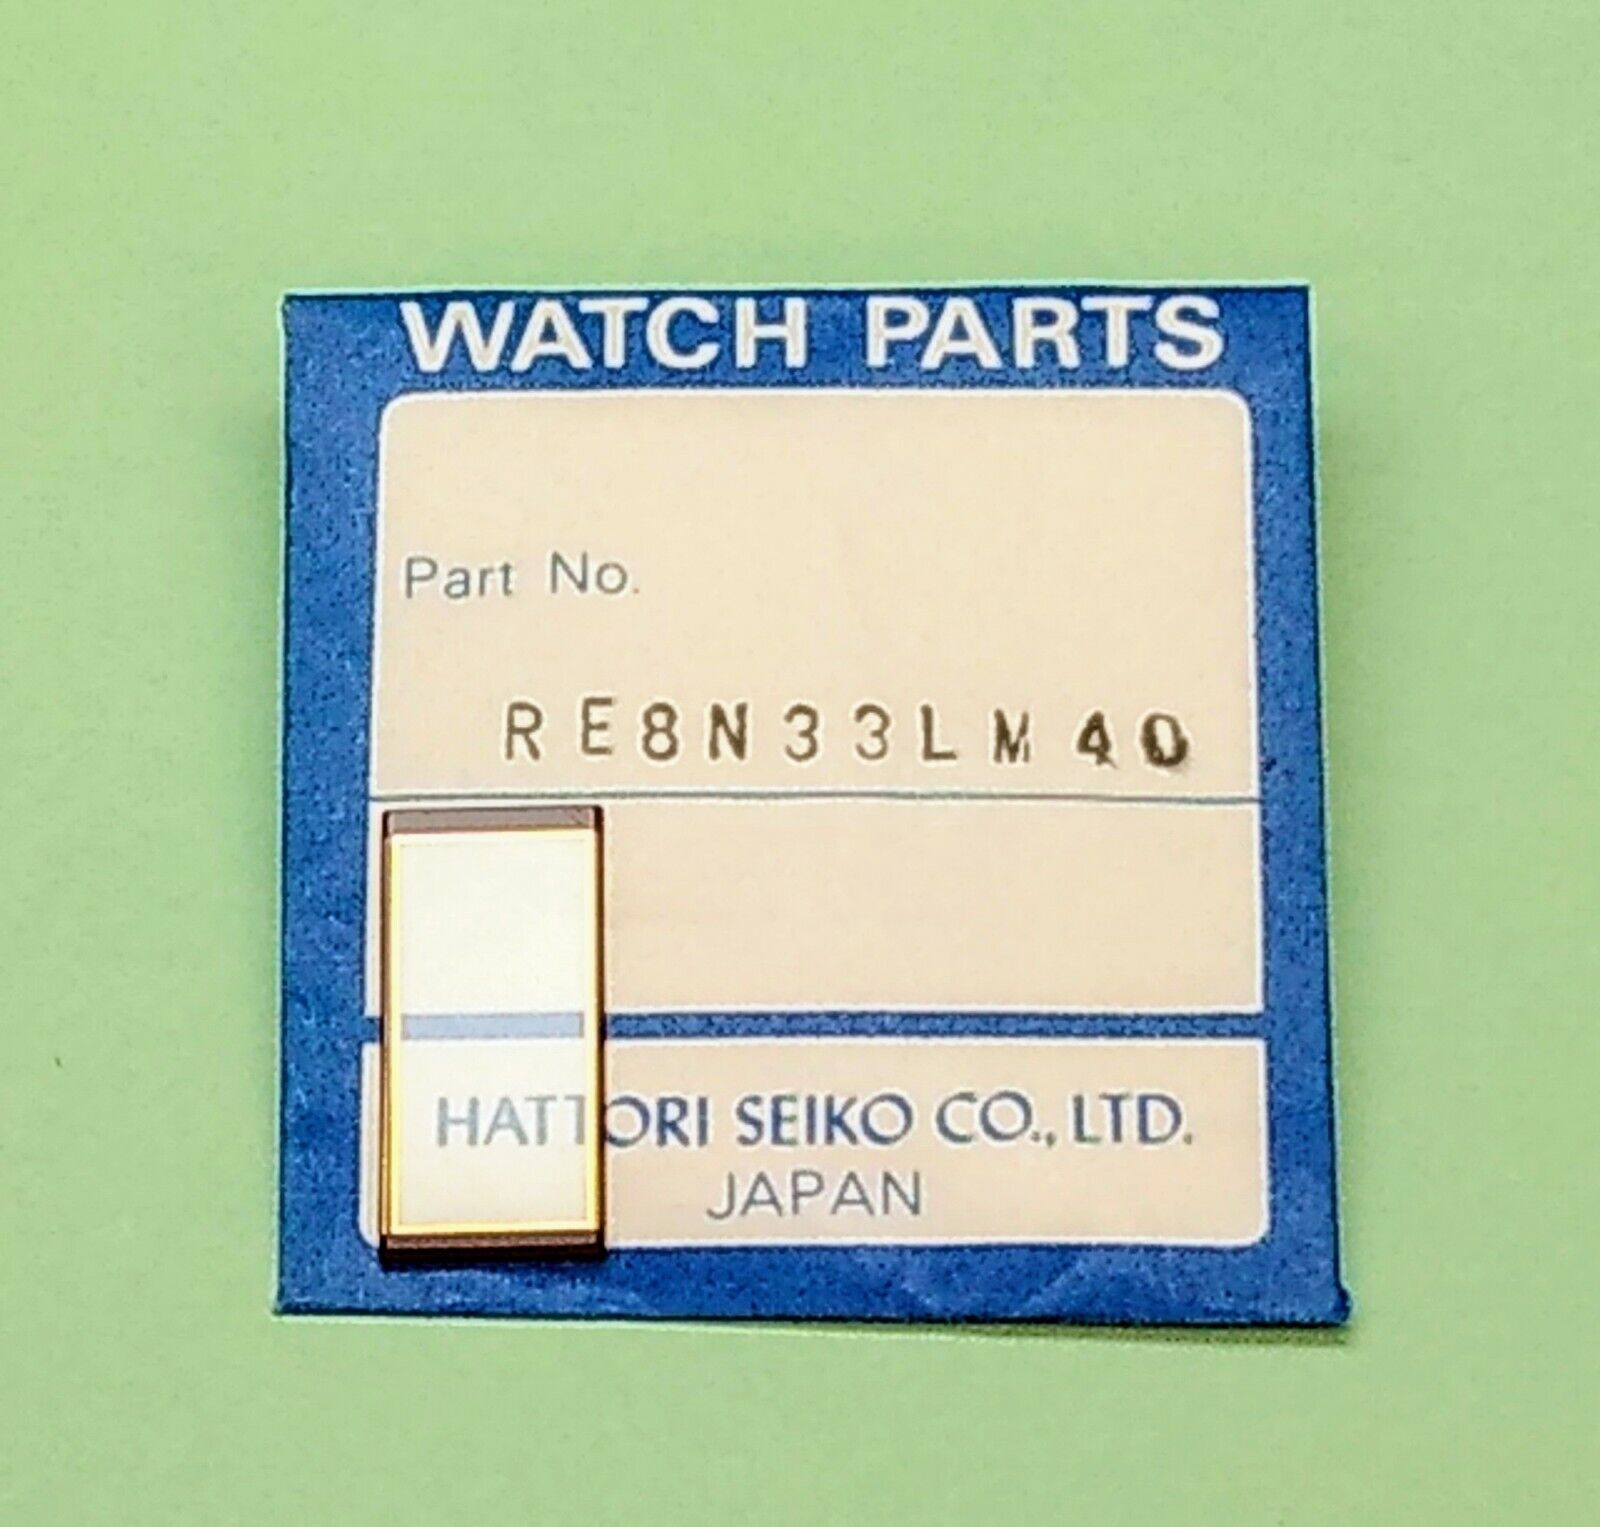 WATCH PARTS
Part No.
RE8N33LM40
HATTORI SEIKO CO., LTD.
JAPAN